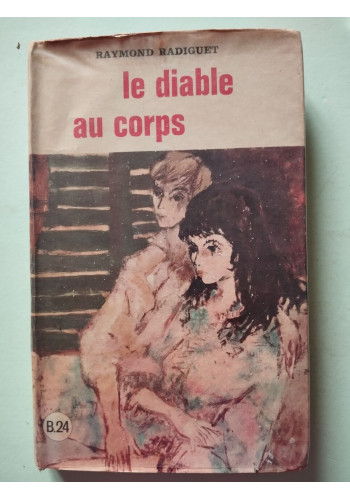 RAYMOND RADIGUET
le diable
au corps
B.24